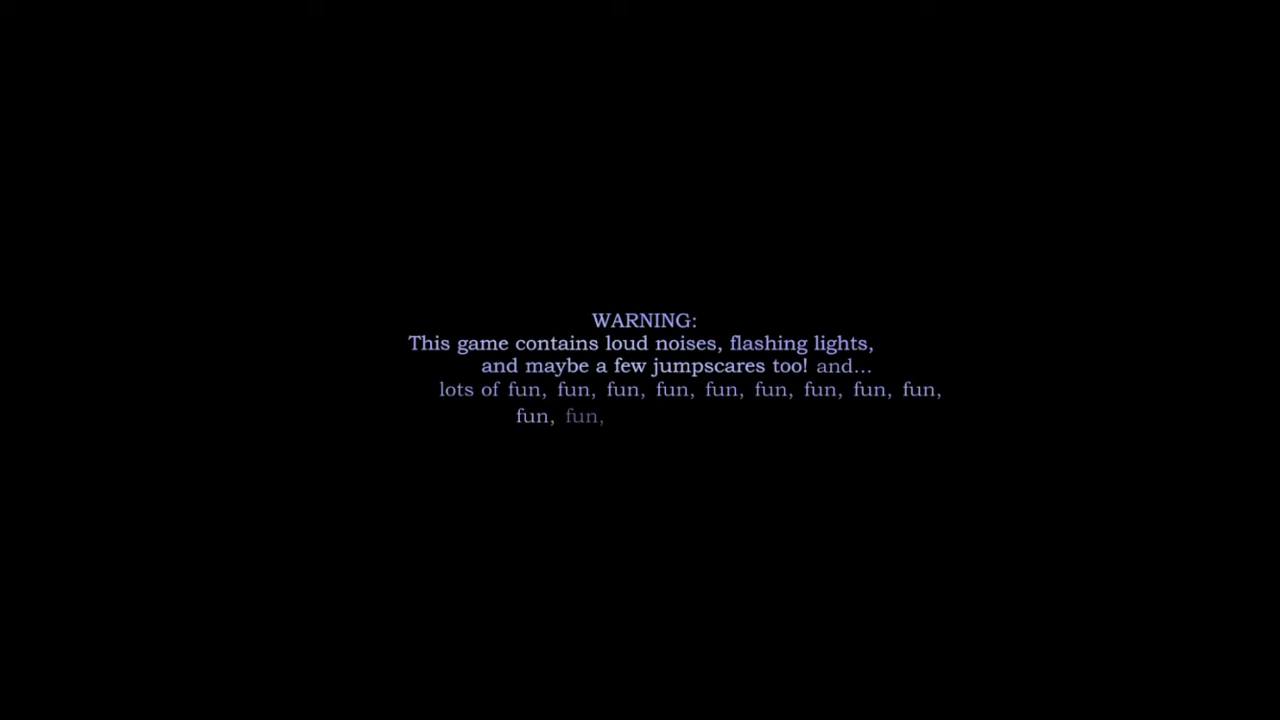 WARNING:
This game contains loud noises, flashing lights,
and maybe a few jumpscares too! and...
lots of fun, fun, fun, fun, fun, fun, fun, fun, fun,
fun, fun,